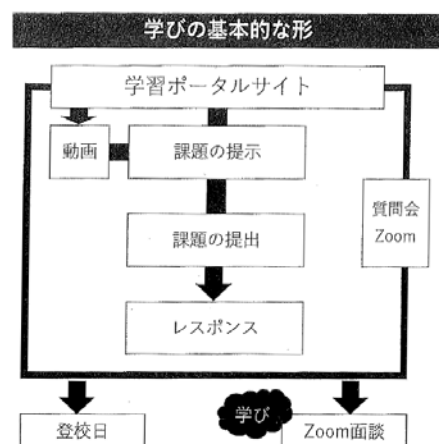 学びの基本的な形
学習ポータルサイト
動画
課題の提示
質問会
Zoom
課題の提出
レスポンス
学び
登校日
Zoom面談